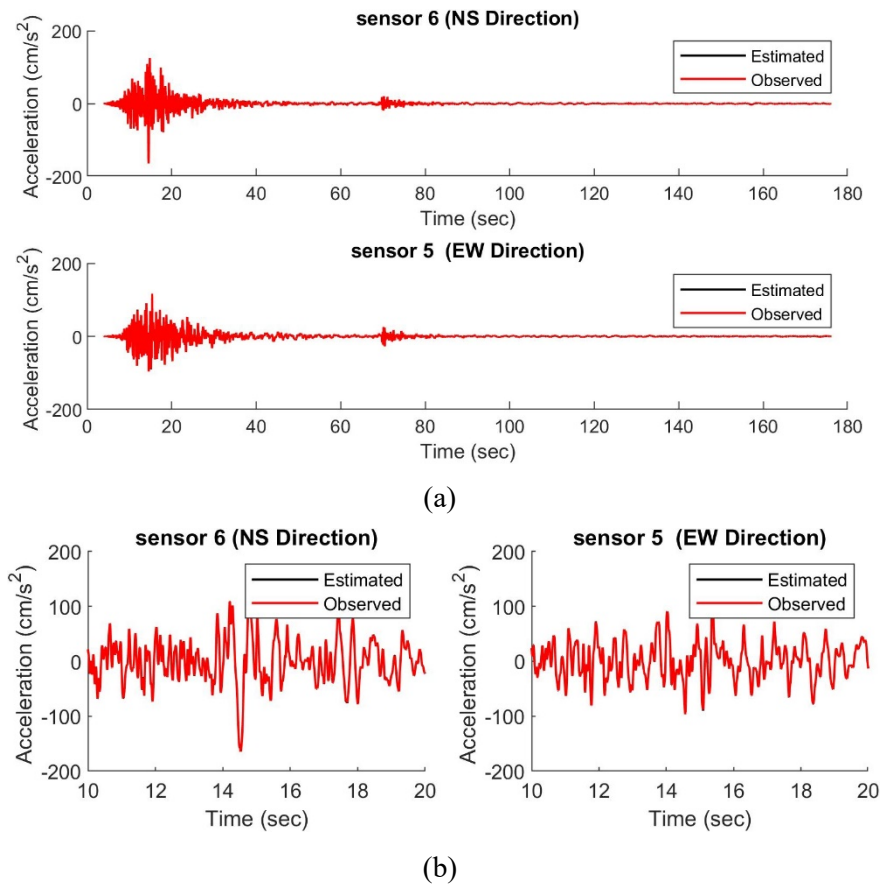 sensor 6 (NS Direction)
Acceleration (cm/s²)
200
0
-200
Estimated
Observed
0 20 40 60 80 100 120 140 160 180
Time (sec)
sensor 5 (EW Direction)
Acceleration (cm/s²)
200
0
-200
Estimated
Observed
0 20 40 60 80 100 120 140 160 180
Time (sec)
(a)
sensor 6 (NS Direction)
Acceleration (cm/s²)
200
100
0
-100
-200
Estimated
Observed
10 12 14 16 18 20
Time (sec)
sensor 5 (EW Direction)
Acceleration (cm/s²)
200
100
0
-100
-200
Estimated
Observed
10 12 14 16 18 20
Time (sec)
(b)